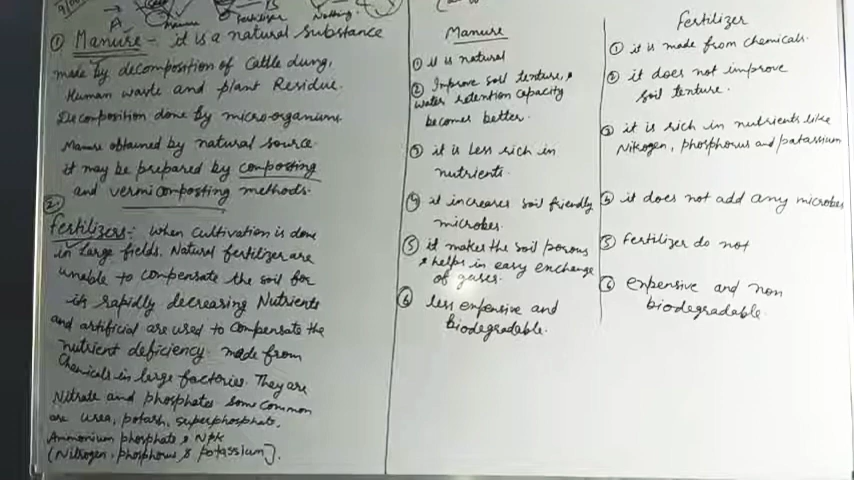 A
Nothing.
① Manure - it is a natural substance
made by decomposition of Cattle dung,
Human waste and plant Residue.
Decomposition done by micro-organisms.
Manure obtained by natural source.
it may be prepared by composting
and vermicomposting methods.
②
Fertilizers:- when cultivation is done
in large fields. Natural fertilizer are
unable to compensate the soil for
its rapidly decreasing Nutrients
and artificial are used to compensate the
nutrient deficiency. made from
Chemicals in large factories. They are
Nitrate and phosphates. Some common
are urea, potash, superphosphate,
Ammonium phosphate & NPK
(Nitrogen, phosphorus & potassium].
Manure
① it is natural
② Improve soil texture, &
water retention capacity
becomes better.
③ it is less rich in
nutrients.
④ it increases soil friendly
microbes.
⑤ it makes the soil porous
& helps in easy exchange
of gases.
⑥ less expensive and
biodegradable.
Fertilizer
① it is made from chemicals.
② it does not improve
soil texture.
③ it is rich in nutrients like
Nitrogen, phosphorus and potassium
④ it does not add any microbes
⑤ fertilizer do not
⑥ expensive and non
biodegradable.